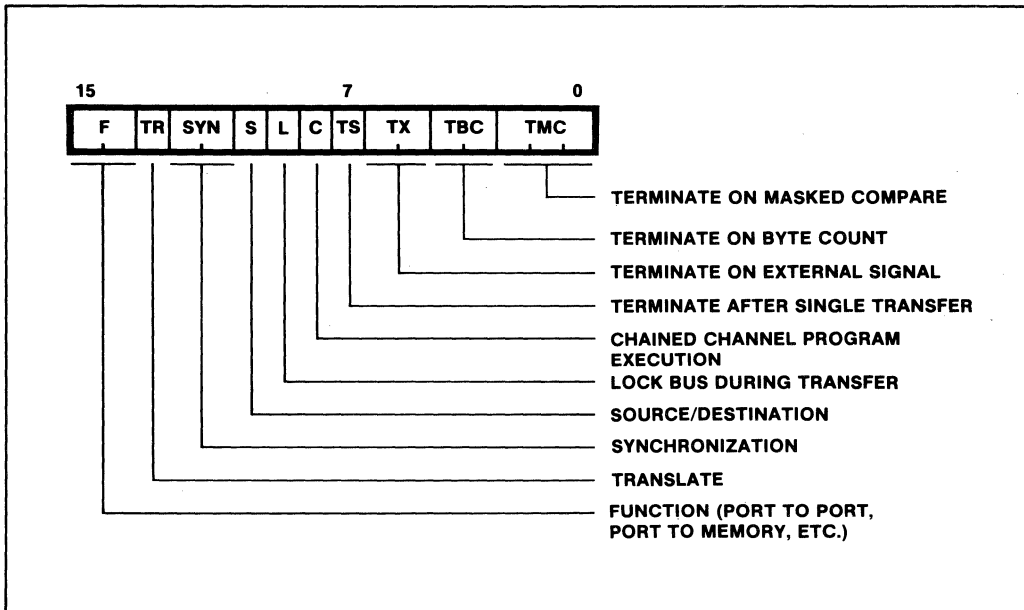 15 7 0
F TR SYN S L C TS TX TBC TMC
TERMINATE ON MASKED COMPARE
TERMINATE ON BYTE COUNT
TERMINATE ON EXTERNAL SIGNAL
TERMINATE AFTER SINGLE TRANSFER
CHAINED CHANNEL PROGRAM
EXECUTION
LOCK BUS DURING TRANSFER
SOURCE/DESTINATION
SYNCHRONIZATION
TRANSLATE
FUNCTION (PORT TO PORT,
PORT TO MEMORY, ETC.)